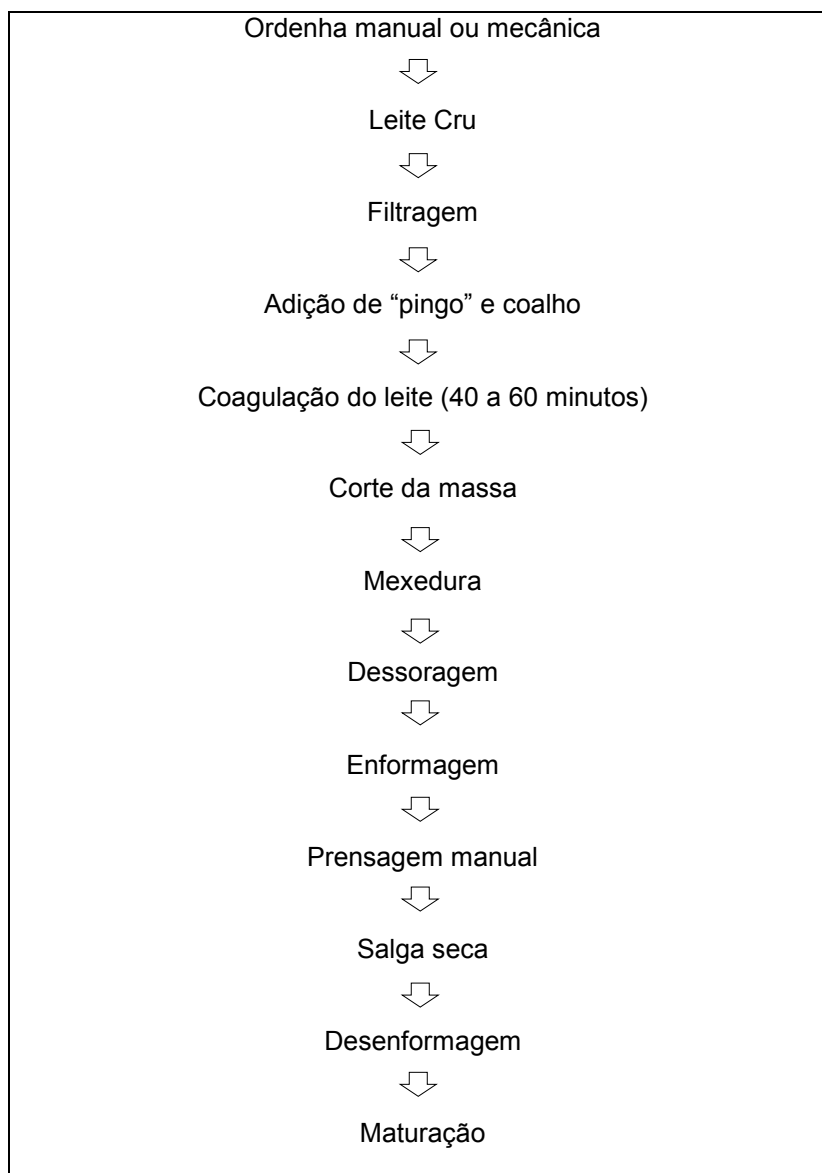 Ordenha manual ou mecânica
Leite Cru
Filtragem
Adição de “pingo” e coalho
Coagulação do leite (40 a 60 minutos)
Corte da massa
Mexedura
Dessoragem
Enformagem
Prensagem manual
Salga seca
Desenformagem
Maturação